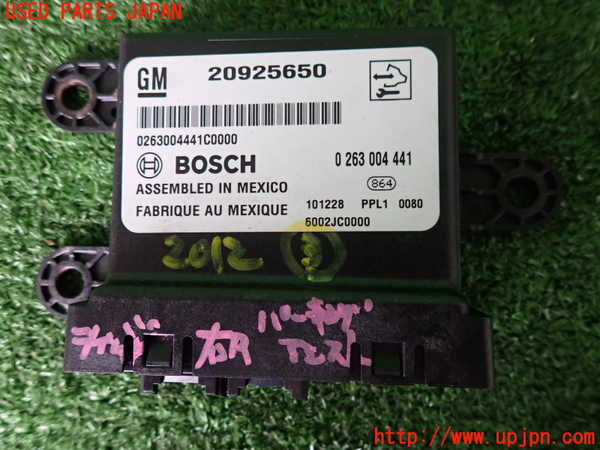 USED PARTS JAPAN
GM 20925650
0263004441C0000
BOSCH 0 263 004 441
ASSEMBLED IN MEXICO 864
FABRIQUE AU MEXIQUE 101228 PPL1 0080
6002JC0000
2012 3
パーキング
http://www.upjpn.com/